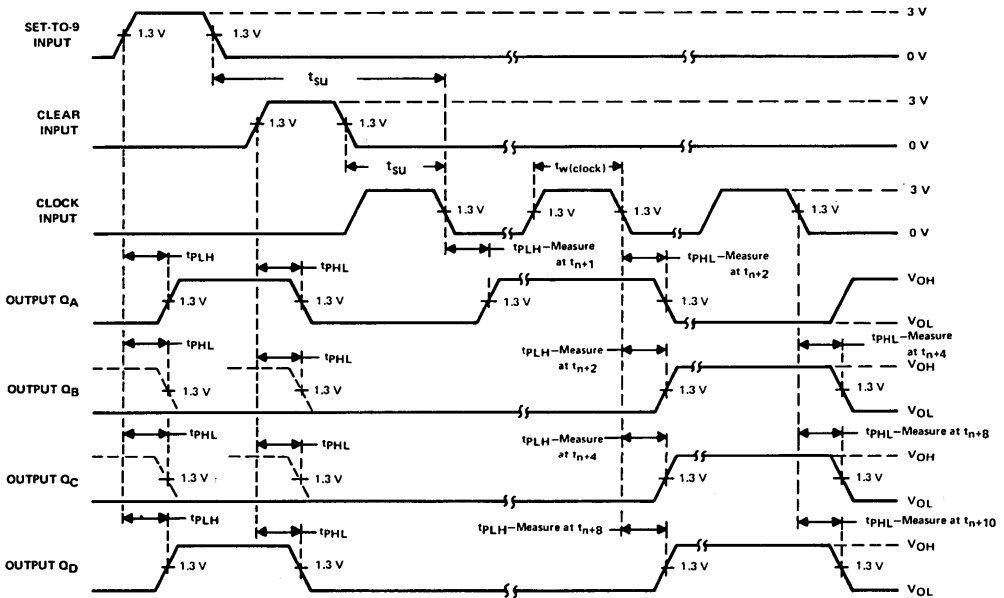 SET-TO-9
INPUT
1.3 V
1.3 V
3 V
0 V
tsu
CLEAR
INPUT
1.3 V
1.3 V
3 V
0 V
tsu
tw(clock)
CLOCK
INPUT
1.3 V
1.3 V
1.3 V
1.3 V
3 V
0 V
tPLH
tPHL
tPLH–Measure
at tn+1
tPHL–Measure
at tn+2
OUTPUT QA
1.3 V
1.3 V
1.3 V
1.3 V
VOH
VOL
tPHL
tPHL
tPLH–Measure
at tn+2
tPHL–Measure
at tn+4
OUTPUT QB
1.3 V
1.3 V
1.3 V
1.3 V
VOH
VOL
tPHL
tPHL
tPLH–Measure
at tn+4
tPHL–Measure at tn+8
OUTPUT QC
1.3 V
1.3 V
1.3 V
1.3 V
VOH
VOL
tPLH
tPHL
tPLH–Measure at tn+8
tPHL–Measure at tn+10
OUTPUT QD
1.3 V
1.3 V
1.3 V
1.3 V
VOH
VOL